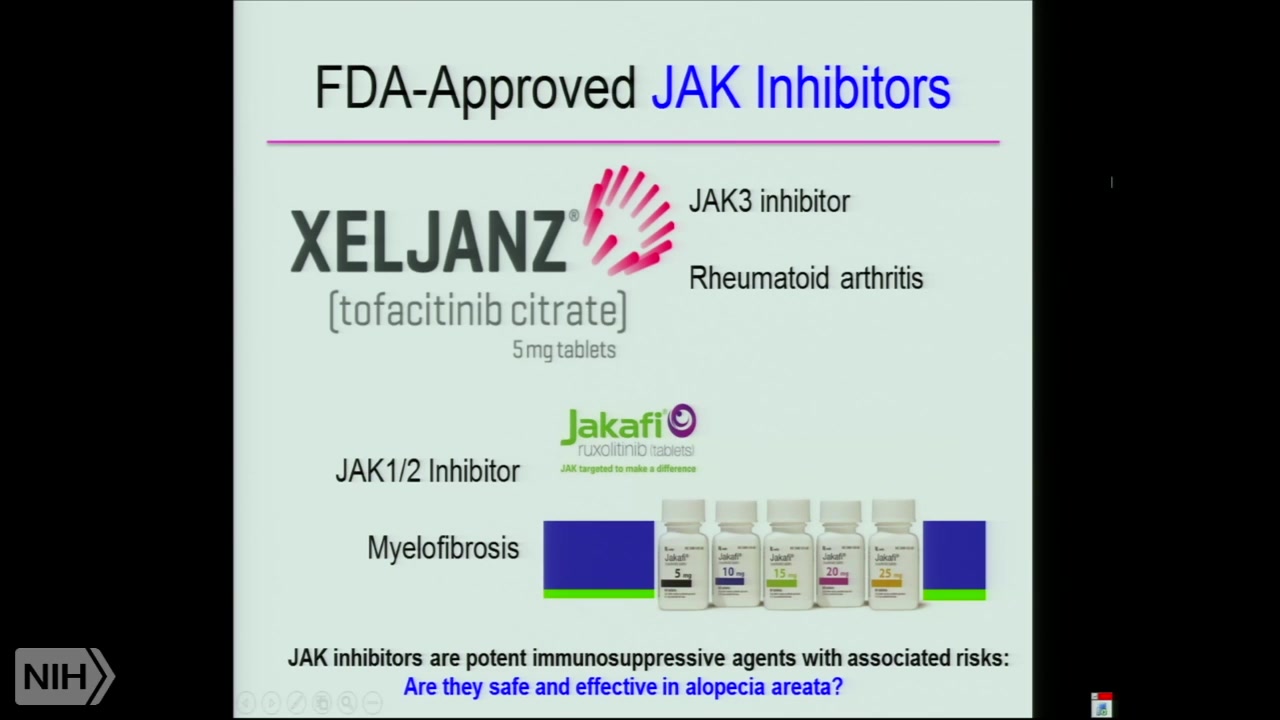 FDA-Approved JAK Inhibitors
XELJANZ®
(tofacitinib citrate)
5 mg tablets
JAK3 inhibitor
Rheumatoid arthritis
Jakafi®
ruxolitinib (tablets)
JAK targeted to make a difference
JAK1/2 Inhibitor
Myelofibrosis
Jakafi®
5 mg
Jakafi®
10 mg
Jakafi®
15 mg
Jakafi®
20 mg
Jakafi®
25 mg
JAK inhibitors are potent immunosuppressive agents with associated risks:
Are they safe and effective in alopecia areata?
NIH